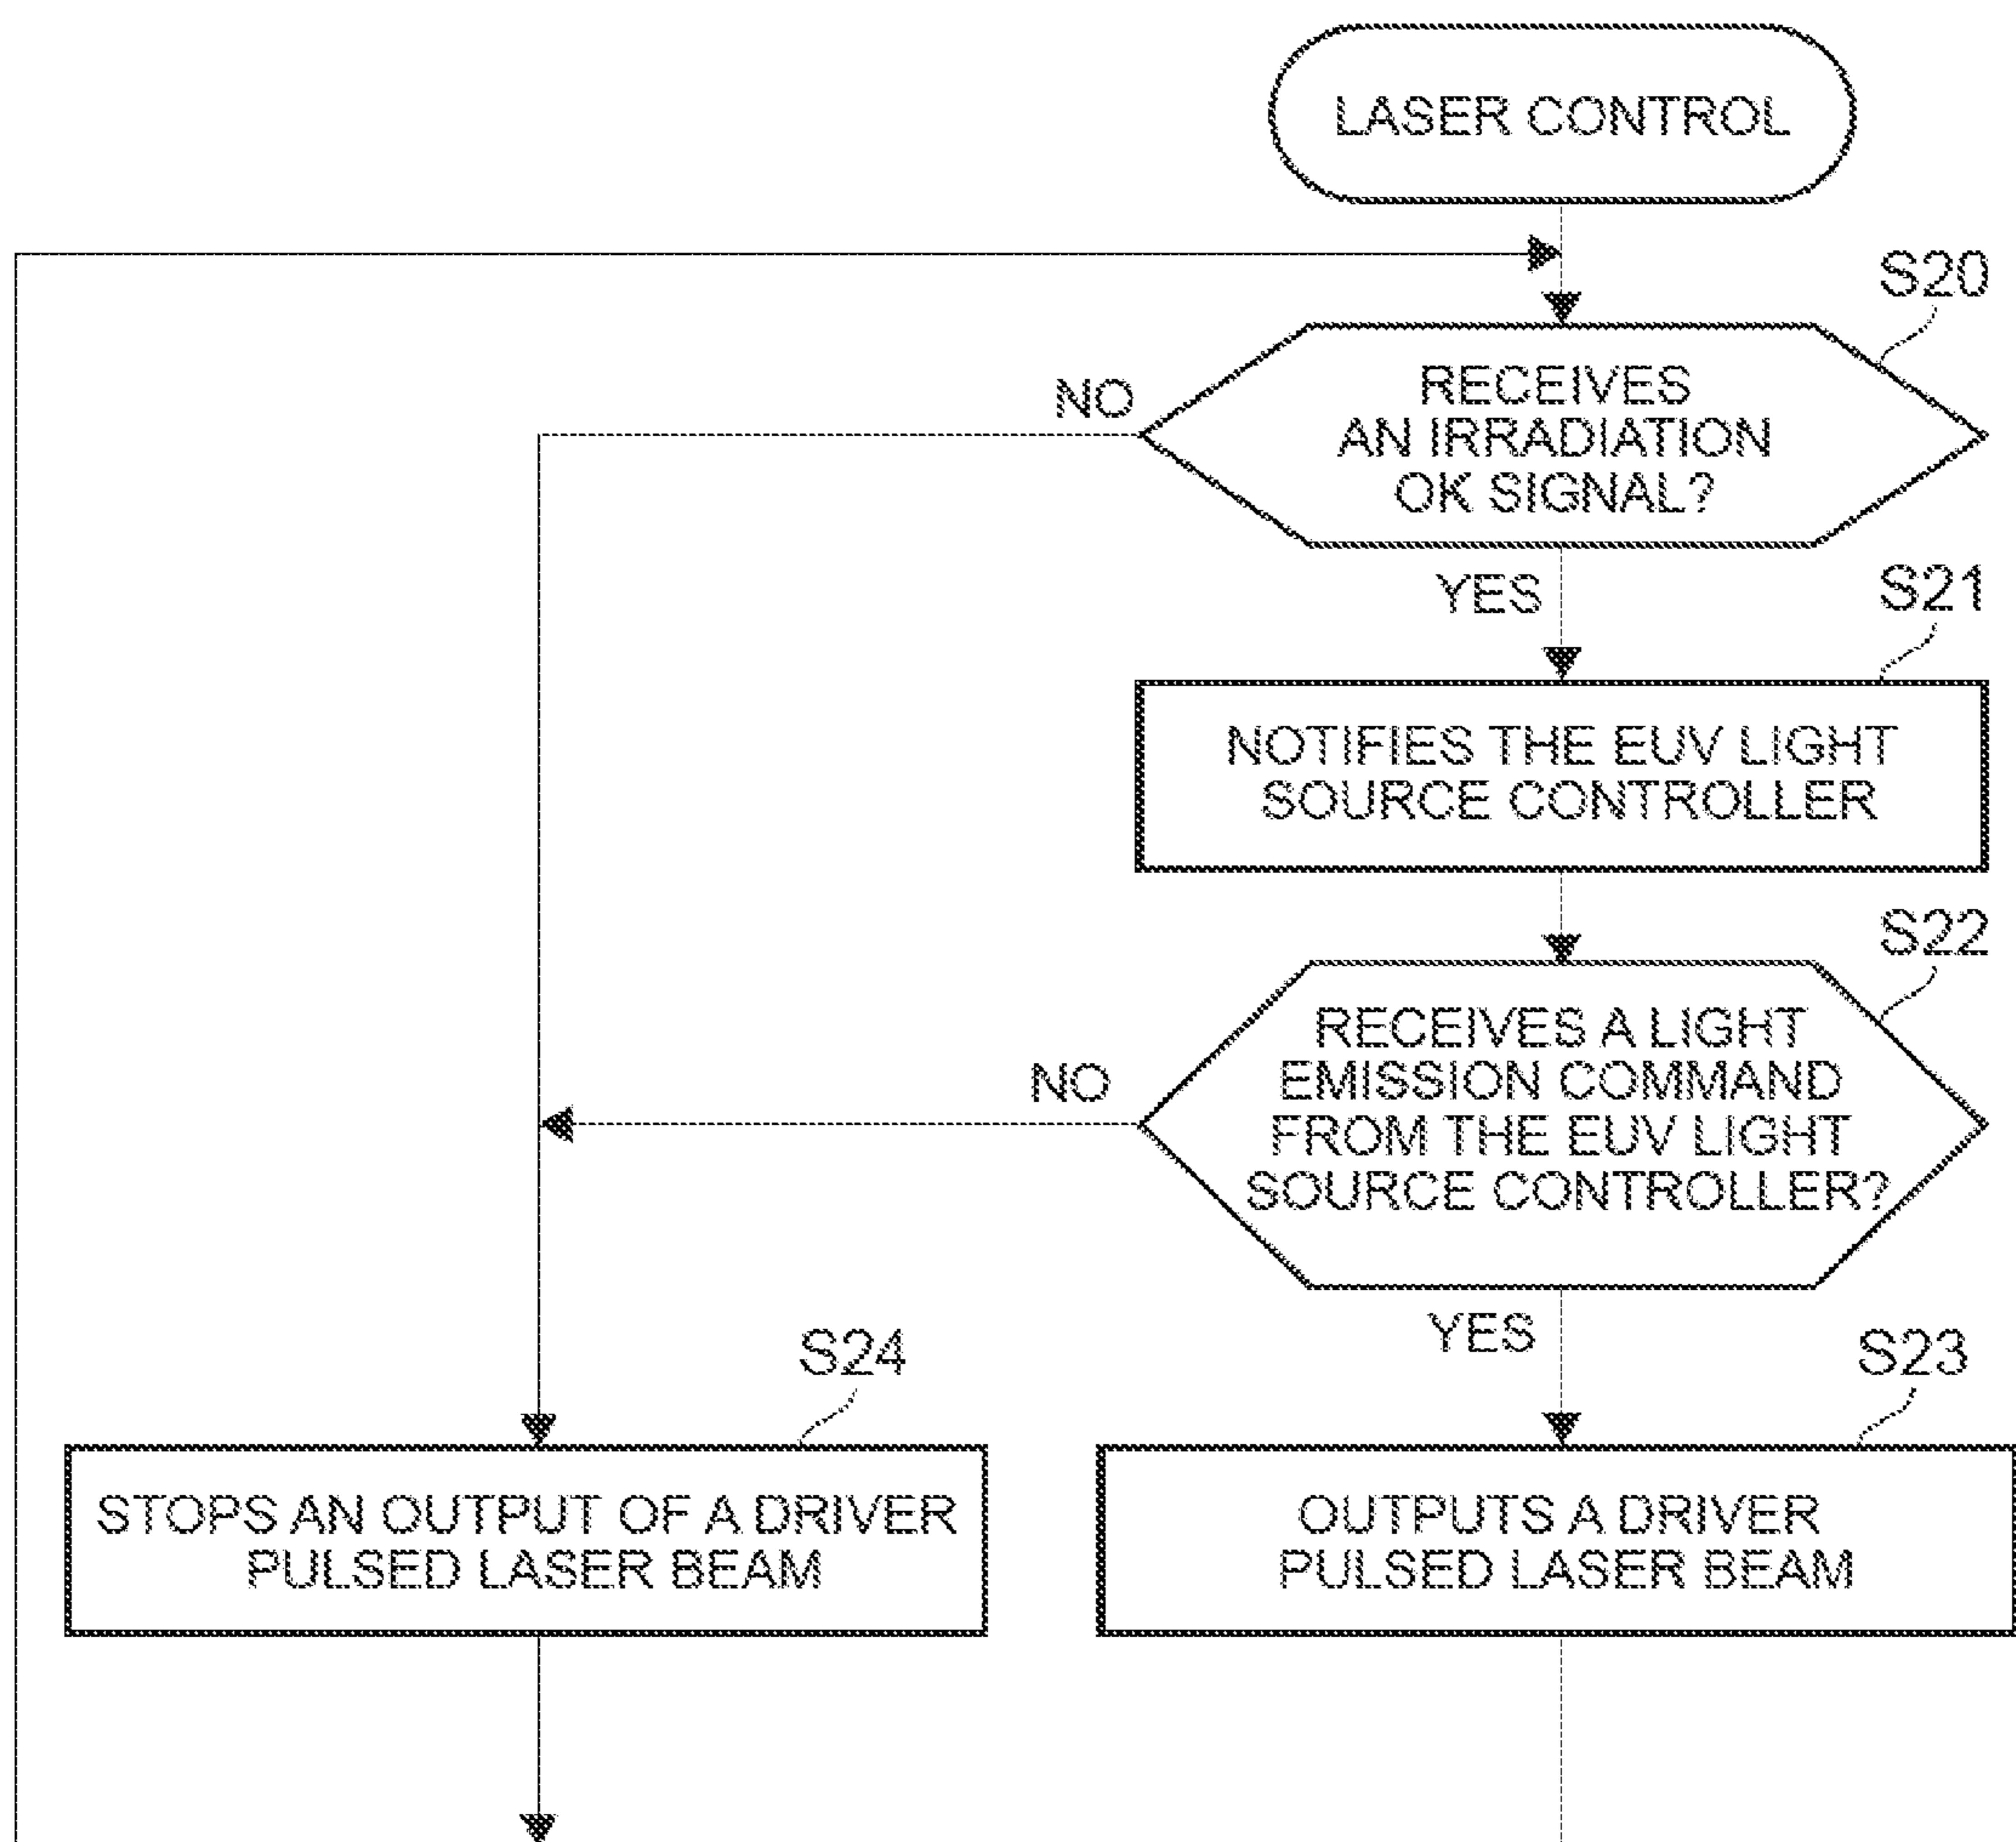 LASER CONTROL
S20
RECEIVES
AN IRRADIATION
OK SIGNAL?
NO
YES
S21
NOTIFIES THE EUV LIGHT
SOURCE CONTROLLER
S22
RECEIVES A LIGHT
EMISSION COMMAND
FROM THE EUV LIGHT
SOURCE CONTROLLER?
NO
YES
S24
STOPS AN OUTPUT OF A DRIVER
PULSED LASER BEAM
S23
OUTPUTS A DRIVER
PULSED LASER BEAM